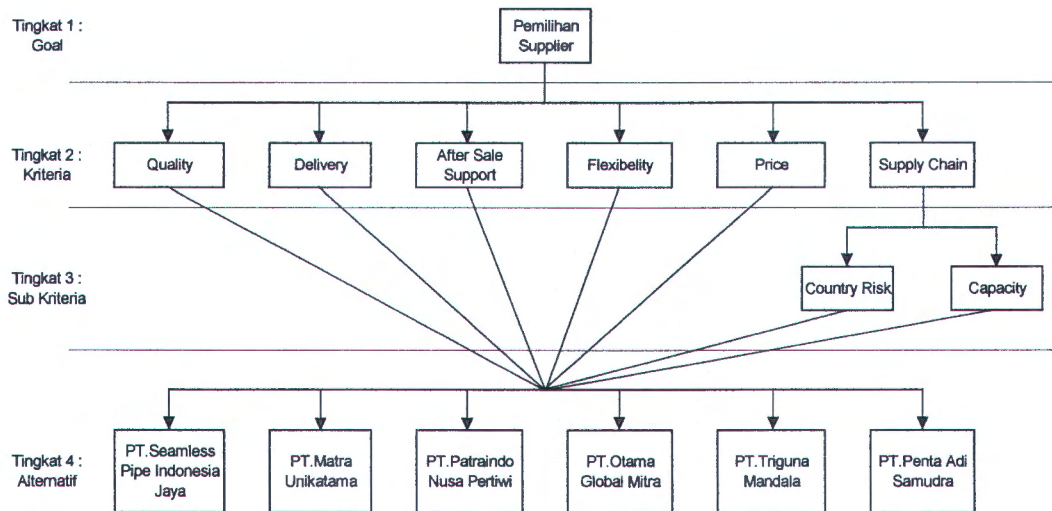 Tingkat 1 :
Goal
Pemilihan
Supplier
Tingkat 2 :
Kriteria
Quality
Delivery
After Sale
Support
Flexibelity
Price
Supply Chain
Tingkat 3 :
Sub Kriteria
Country Risk
Capacity
Tingkat 4 :
Alternatif
PT.Seamless
Pipe Indonesia
Jaya
PT.Matra
Unikatama
PT.Patraindo
Nusa Pertiwi
PT.Otama
Global Mitra
PT.Triguna
Mandala
PT.Penta Adi
Samudra